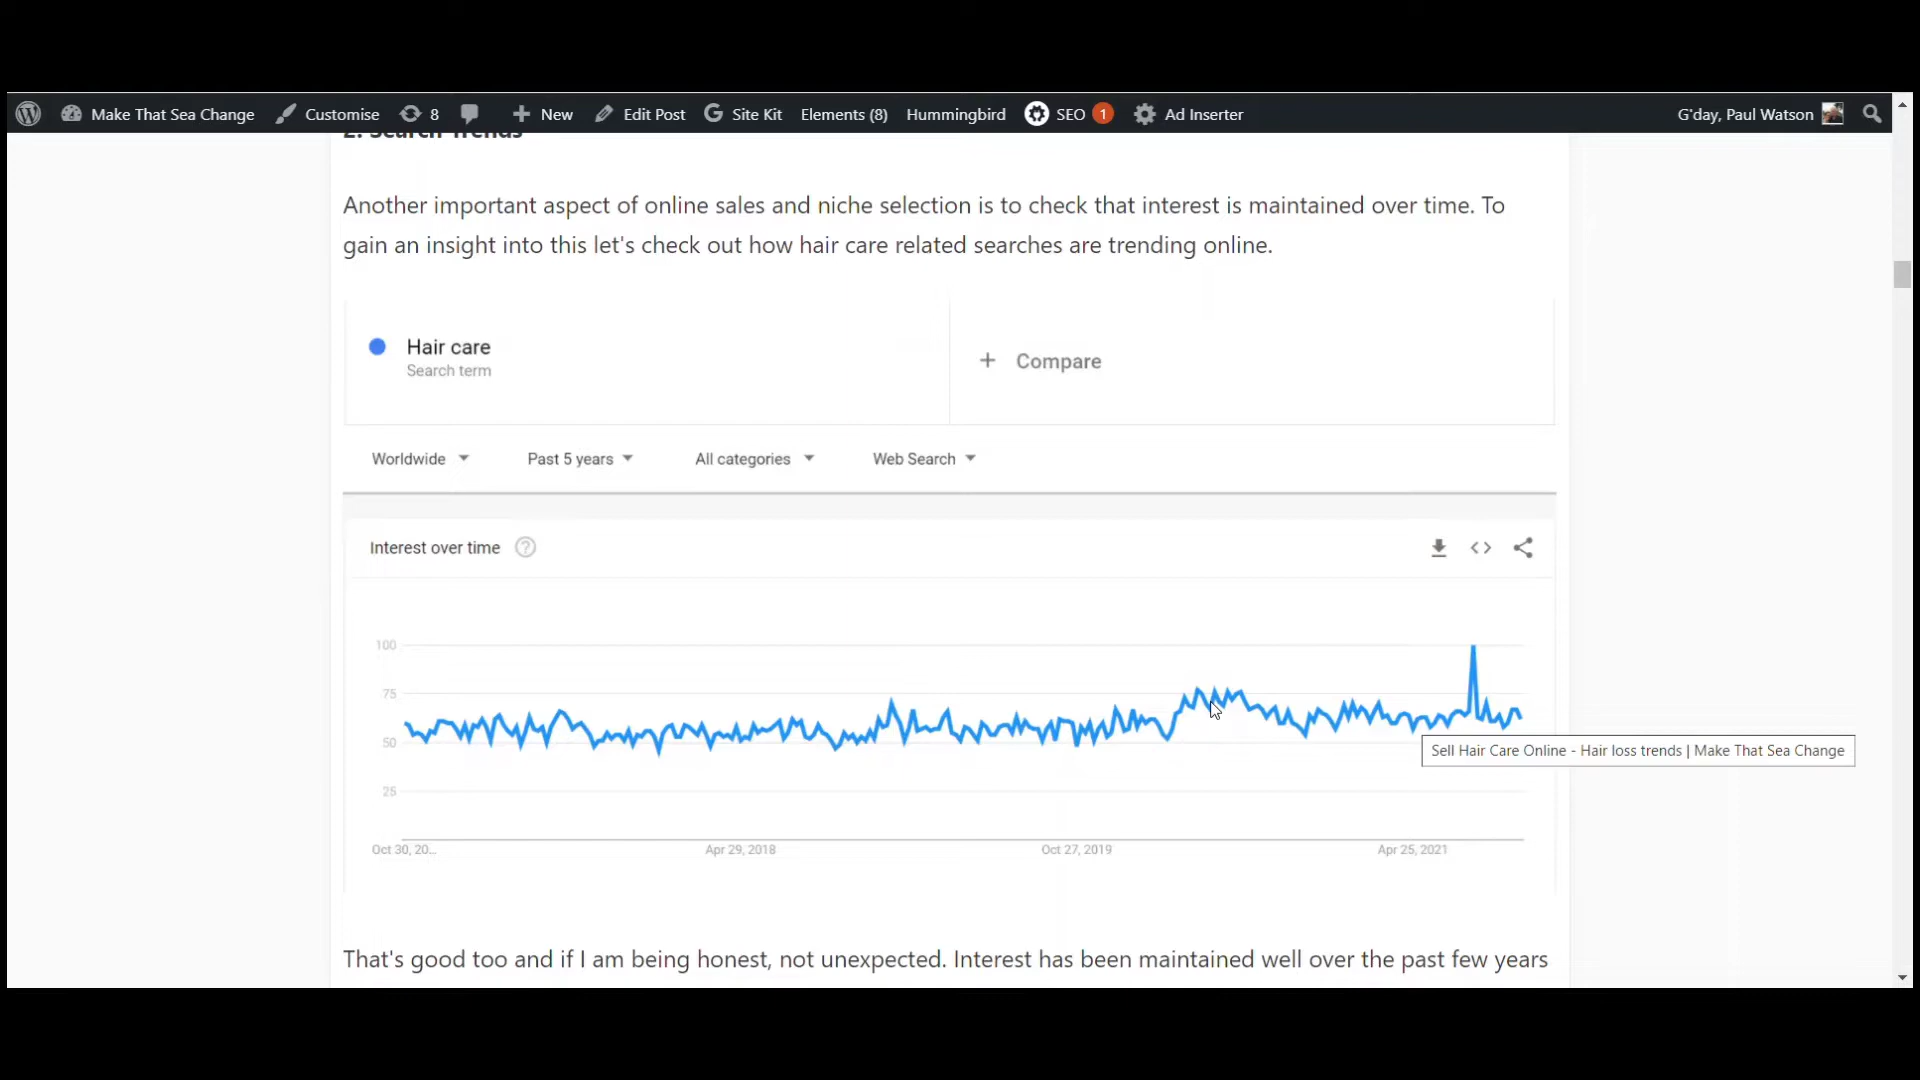 Make That Sea Change Customise 8 New Edit Post Site Kit Elements (8) Hummingbird SEO 1 Ad Inserter G'day, Paul Watson
2. Search Trends
Another important aspect of online sales and niche selection is to check that interest is maintained over time. To
gain an insight into this let's check out how hair care related searches are trending online.
Hair care
Search term
+ Compare
Worldwide Past 5 years All categories Web Search
Interest over time
100
75
50
25
Sell Hair Care Online - Hair loss trends | Make That Sea Change
Oct 30, 20... Apr 29, 2018 Oct 27, 2019 Apr 25, 2021
That's good too and if I am being honest, not unexpected. Interest has been maintained well over the past few years